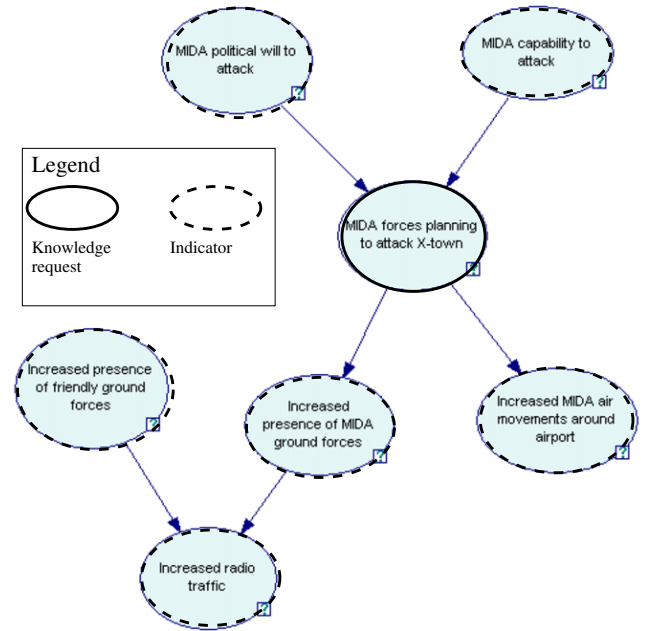 MIDA political will to
attack
?
MIDA capability to
attack
?
Legend
Knowledge
request
Indicator
MIDA forces planning
to attack X-town
?
Increased presence
of friendly ground
forces
?
Increased
presence of MIDA
ground forces
?
Increased MIDA air
movements around
airport
?
Increased radio
traffic
?